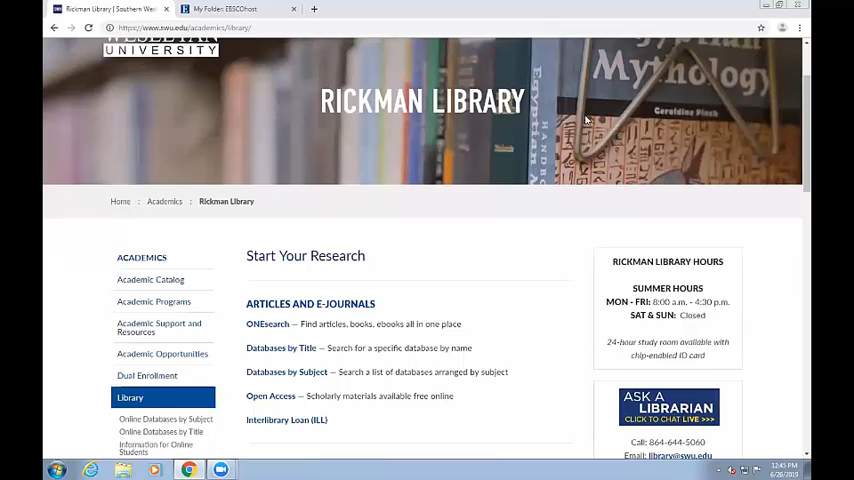 Rickman Library | Southern Wes
My Folder: EBSCOhost
https://www.swu.edu/academics/library/
WESLEYAN
UNIVERSITY
RICKMAN LIBRARY
Egyptian
Mythology
Geraldine Pinch
HANDBO
Home : Academics : Rickman Library
ACADEMICS
Academic Catalog
Academic Programs
Academic Support and
Resources
Academic Opportunities
Dual Enrollment
Library
Online Databases by Subject
Online Databases by Title
Information for Online
Students
Start Your Research
ARTICLES AND E-JOURNALS
ONEsearch — Find articles, books, ebooks all in one place
Databases by Title — Search for a specific database by name
Databases by Subject — Search a list of databases arranged by subject
Open Access — Scholarly materials available free online
Interlibrary Loan (ILL)
RICKMAN LIBRARY HOURS
SUMMER HOURS
MON - FRI: 8:00 a.m. - 4:30 p.m.
SAT & SUN: Closed
24-hour study room available with
chip-enabled ID card
ASK A
LIBRARIAN
CLICK TO CHAT LIVE >>>
Call: 864-644-5060
Email: library@swu.edu
12:45 PM
6/26/2019